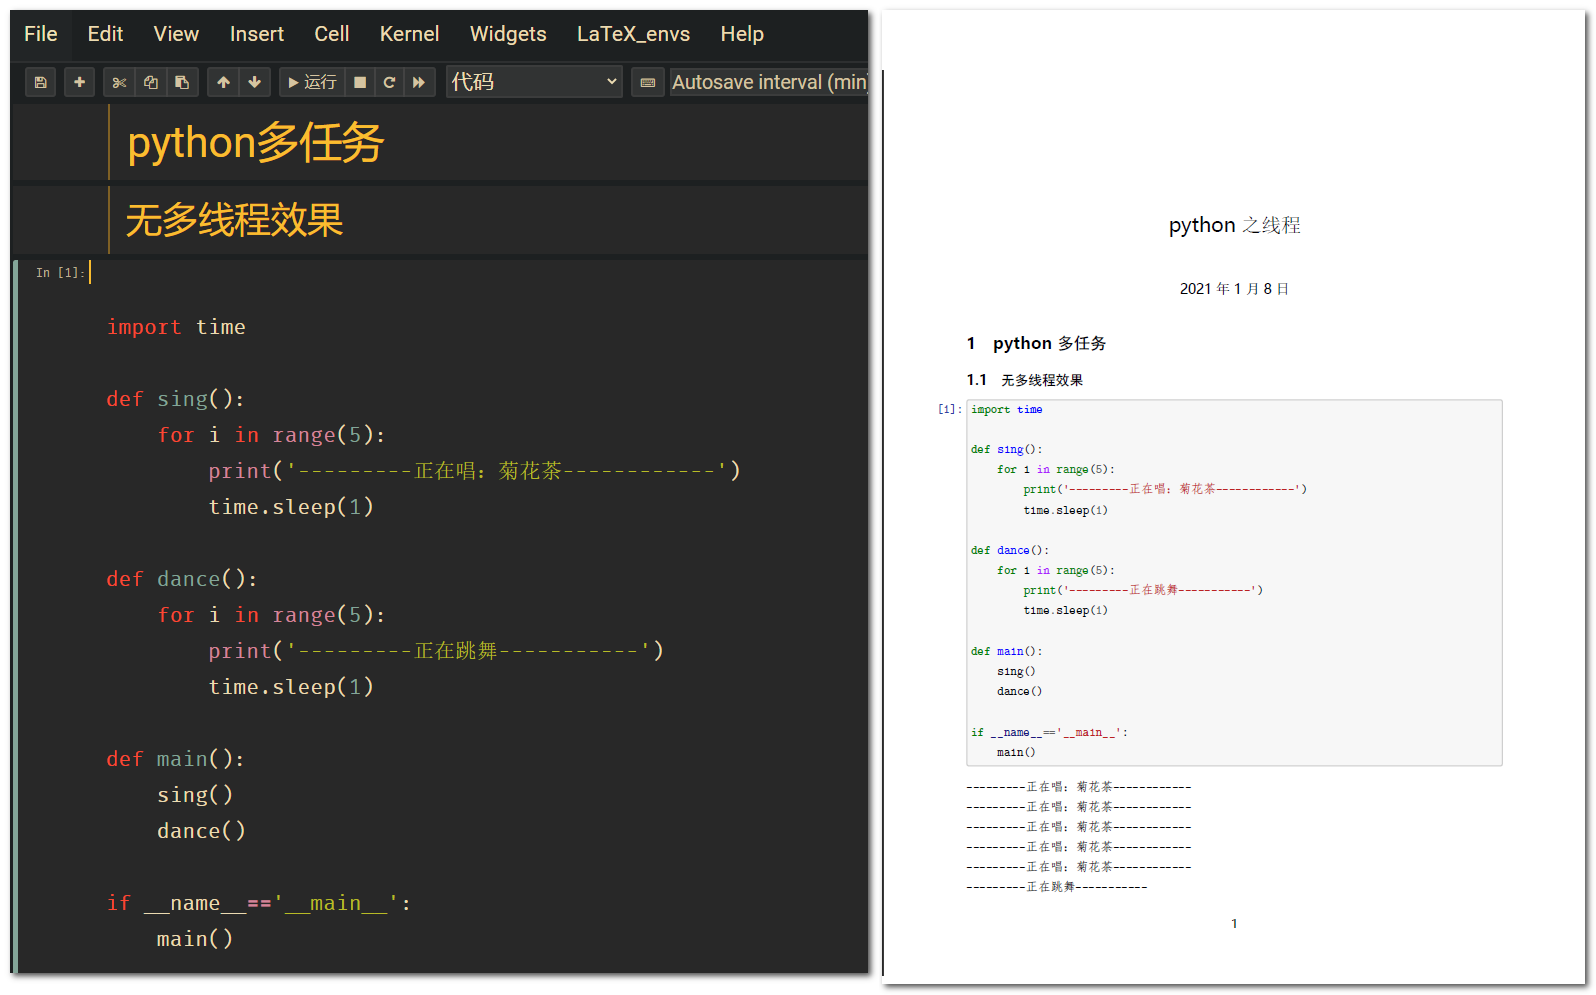 File Edit View Insert Cell Kernel Widgets LaTeX_envs Help
运行 代码 Autosave interval (min)
python多任务
无多线程效果
In [1]:
import time
def sing():
    for i in range(5):
        print('---------正在唱：菊花茶------------')
        time.sleep(1)
def dance():
    for i in range(5):
        print('---------正在跳舞-----------')
        time.sleep(1)
def main():
    sing()
    dance()
if __name__=='__main__':
    main()
python 之线程
2021 年 1 月 8 日
1 python 多任务
1.1 无多线程效果
[1]: import time
def sing():
    for i in range(5):
        print('---------正在唱：菊花茶------------')
        time.sleep(1)
def dance():
    for i in range(5):
        print('---------正在跳舞-----------')
        time.sleep(1)
def main():
    sing()
    dance()
if __name__=='__main__':
    main()
---------正在唱：菊花茶------------
---------正在唱：菊花茶------------
---------正在唱：菊花茶------------
---------正在唱：菊花茶------------
---------正在唱：菊花茶------------
---------正在跳舞-----------
1